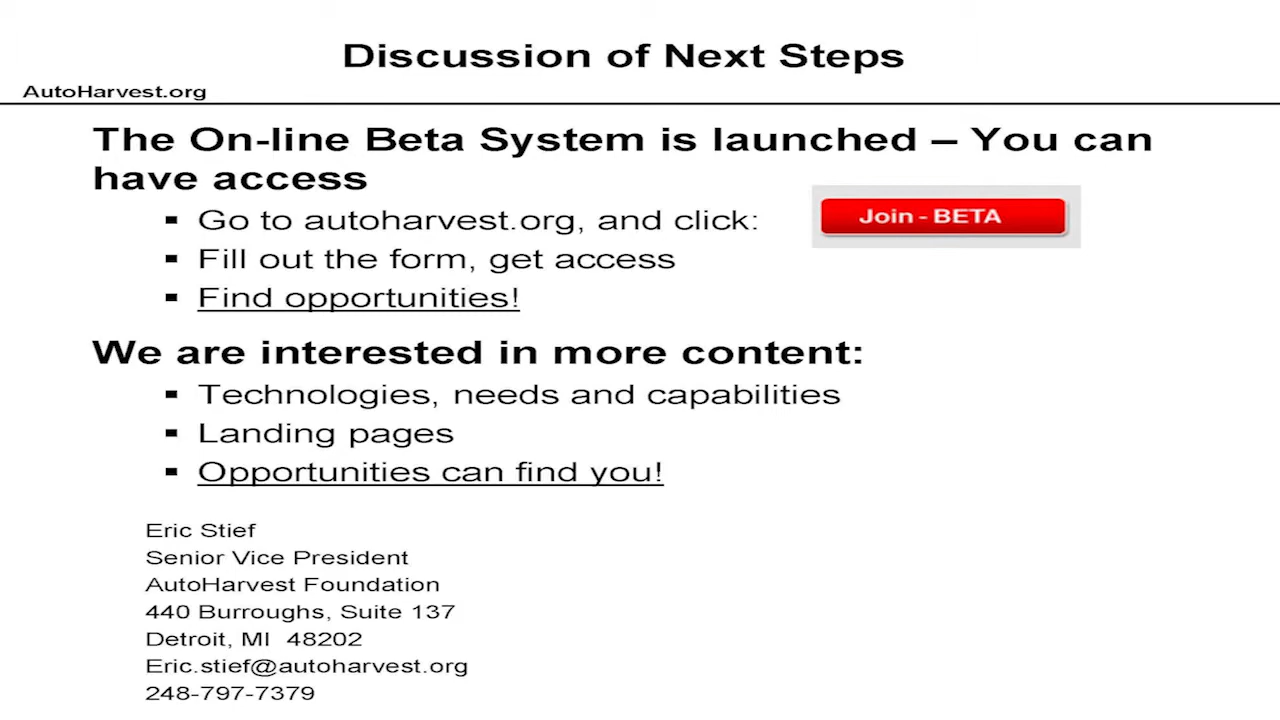 Discussion of Next Steps
AutoHarvest.org
The On-line Beta System is launched – You can
have access
▪ Go to autoharvest.org, and click:
Join - BETA
▪ Fill out the form, get access
▪ Find opportunities!
We are interested in more content:
▪ Technologies, needs and capabilities
▪ Landing pages
▪ Opportunities can find you!
Eric Stief
Senior Vice President
AutoHarvest Foundation
440 Burroughs, Suite 137
Detroit, MI  48202
Eric.stief@autoharvest.org
248-797-7379